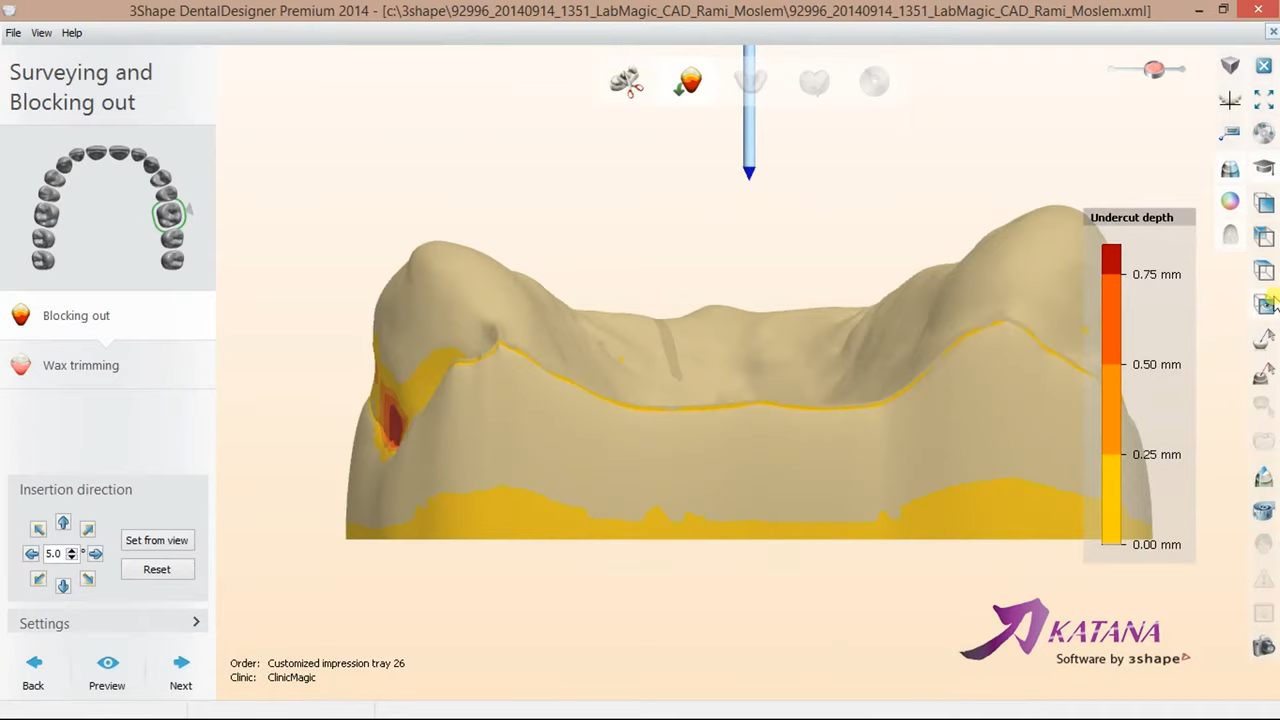 3Shape DentalDesigner Premium 2014 - [c:\3shape\92996_20140914_1351_LabMagic_CAD_Rami_Moslem\92996_20140914_1351_LabMagic_CAD_Rami_Moslem.xml]
File View Help
Surveying and
Blocking out
Blocking out
Wax trimming
Insertion direction
5.0 °
Set from view
Reset
Settings
Back Preview Next
Undercut depth
0.75 mm
0.50 mm
0.25 mm
0.00 mm
Order: Customized impression tray 26
Clinic: ClinicMagic
KATANA
Software by 3shape